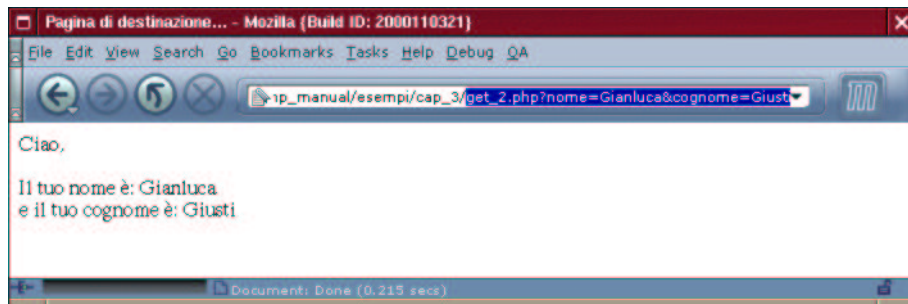 Pagina di destinazione... - Mozilla {Build ID: 2000110321}
File Edit View Search Go Bookmarks Tasks Help Debug QA
np_manual/esempi/cap_3/get_2.php?nome=Gianluca&cognome=Giust
Ciao,
Il tuo nome è: Gianluca
e il tuo cognome è: Giusti
Document: Done (0.215 secs)